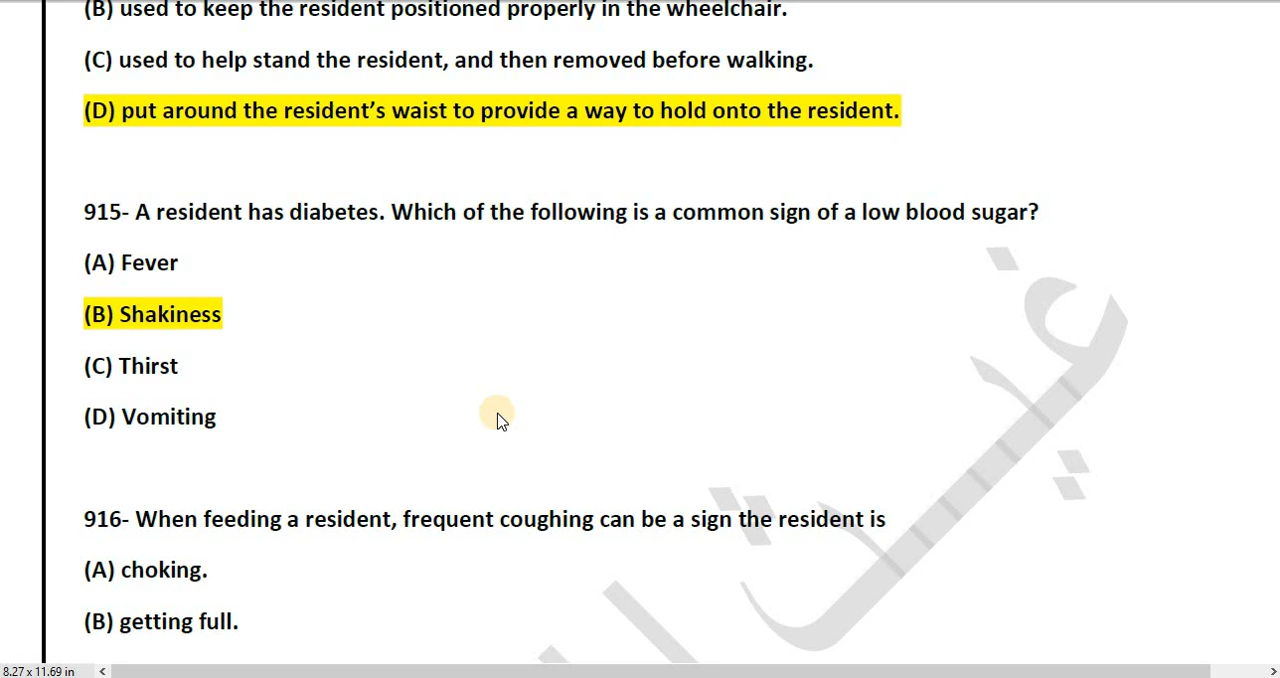 (B) used to keep the resident positioned properly in the wheelchair.
(C) used to help stand the resident, and then removed before walking.
(D) put around the resident’s waist to provide a way to hold onto the resident.
915- A resident has diabetes. Which of the following is a common sign of a low blood sugar?
(A) Fever
(B) Shakiness
(C) Thirst
(D) Vomiting
916- When feeding a resident, frequent coughing can be a sign the resident is
(A) choking.
(B) getting full.
8.27 x 11.69 in